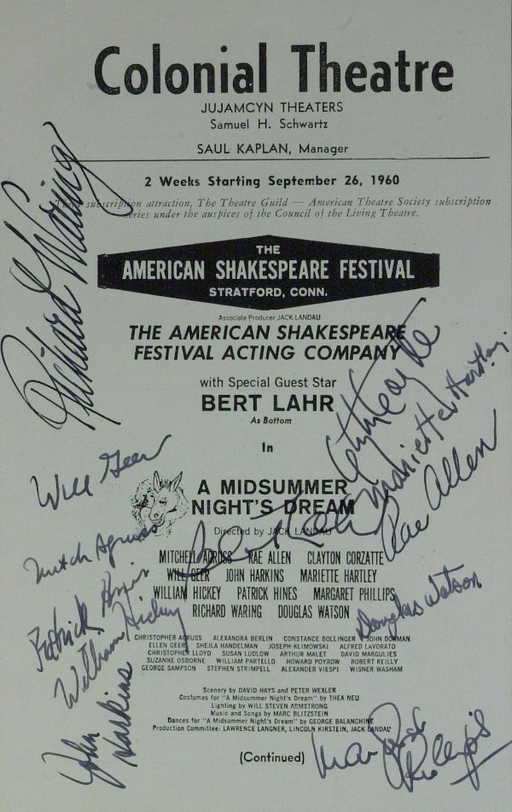 Colonial Theatre
JUJAMCYN THEATERS
Samuel H. Schwartz
SAUL KAPLAN, Manager
2 Weeks Starting September 26, 1960
subscription attraction, The Theatre Guild — American Theatre Society subscription
series under the auspices of the Council of the Living Theatre.
THE
AMERICAN SHAKESPEARE FESTIVAL
STRATFORD, CONN.
Associate Producer JACK LANDAU
THE AMERICAN SHAKESPEARE
FESTIVAL ACTING COMPANY
with Special Guest Star
BERT LAHR
As Bottom
In
A MIDSUMMER
NIGHT'S DREAM
Directed by JACK LANDAU
MITCHELL AGRUSS RAE ALLEN CLAYTON CORZATTE
WILL GEER JOHN HARKINS MARIETTE HARTLEY
WILLIAM HICKEY PATRICK HINES MARGARET PHILLIPS
RICHARD WARING DOUGLAS WATSON
CHRISTOPHER AGRUSS ALEXANDRA BERLIN CONSTANCE BOLLINGER JOHN DORMAN
ELLEN GEER SHEILA HANDELMAN JOSEPH KLIMOWSKI ALFRED LAVORATO
CHRISTOPHER LLOYD SUSAN LUDLOW ARTHUR MALET DAVID MARGULIES
SUZANNE OSBORNE WILLIAM PARTELLO HOWARD POYROW ROBERT REILLY
GEORGE SAMPSON STEPHEN STRIMPELL ALEXANDER VIESPI WISNER WASHAM
Scenery by DAVID HAYS and PETER WEXLER
Costumes for "A Midsummer Night's Dream" by THEA NEU
Lighting by WILL STEVEN ARMSTRONG
Music and Songs by MARC BLITZSTEIN
Dances for "A Midsummer Night's Dream" by GEORGE BALANCHINE
Production Committee: LAWRENCE LANGNER, LINCOLN KIRSTEIN, JACK LANDAU
(Continued)
Richard Waring
Will Geer
Mitch Agruss
Patrick Hines
William Hickey
John Harkins
Mariette Hartley
Rae Allen
Douglas Watson
Margaret Phillips